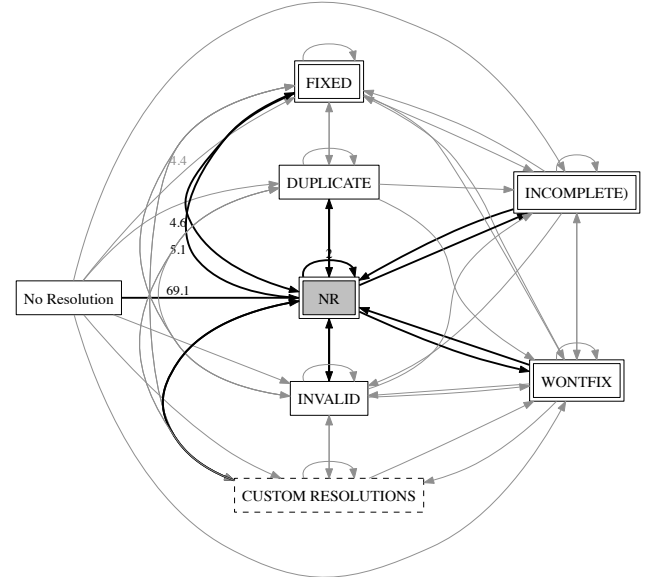 FIXED
4.4
DUPLICATE
INCOMPLETE)
4.6
5.1
2
69.1
No Resolution
NR
WONTFIX
INVALID
CUSTOM RESOLUTIONS